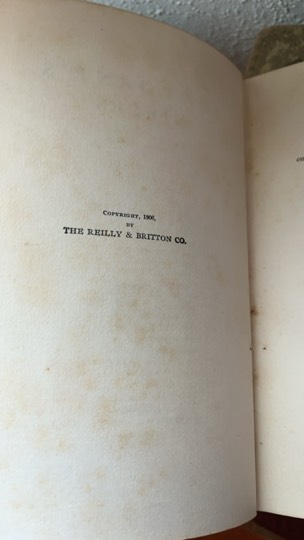 COPYRIGHT, 1906,
BY
THE REILLY & BRITTON CO.